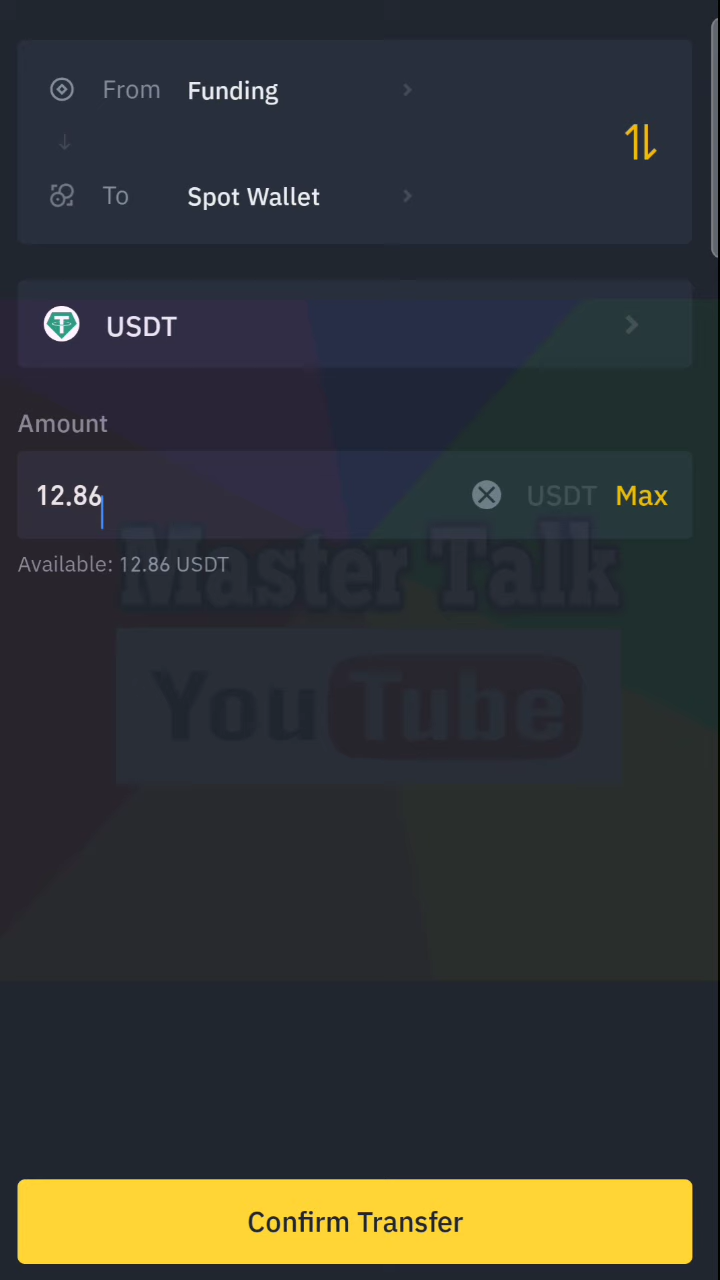 From Funding
To Spot Wallet
USDT
Amount
12.86 USDT Max
Available: 12.86 USDT
Master Talk
YouTube
Confirm Transfer